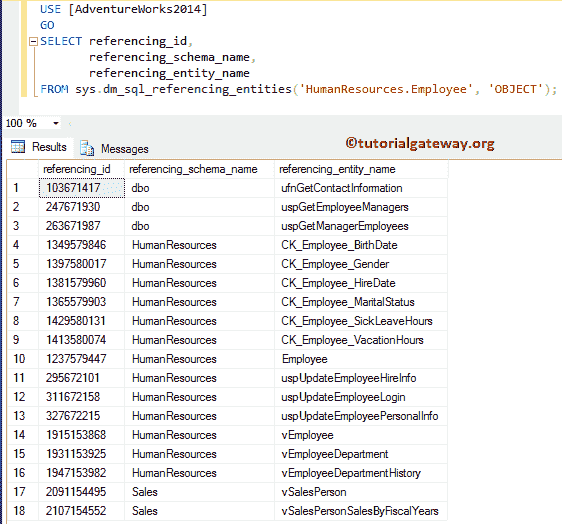 USE [AdventureWorks2014]
GO
SELECT referencing_id,
referencing_schema_name,
referencing_entity_name
FROM sys.dm_sql_referencing_entities('HumanResources.Employee', 'OBJECT');
100 %
Results Messages ©tutorialgateway.org
referencing_id referencing_schema_name referencing_entity_name
1 103671417 dbo ufnGetContactInformation
2 247671930 dbo uspGetEmployeeManagers
3 263671987 dbo uspGetManagerEmployees
4 1349579846 HumanResources CK_Employee_BirthDate
5 1397580017 HumanResources CK_Employee_Gender
6 1381579960 HumanResources CK_Employee_HireDate
7 1365579903 HumanResources CK_Employee_MaritalStatus
8 1429580131 HumanResources CK_Employee_SickLeaveHours
9 1413580074 HumanResources CK_Employee_VacationHours
10 1237579447 HumanResources Employee
11 295672101 HumanResources uspUpdateEmployeeHireInfo
12 311672158 HumanResources uspUpdateEmployeeLogin
13 327672215 HumanResources uspUpdateEmployeePersonalInfo
14 1915153868 HumanResources vEmployee
15 1931153925 HumanResources vEmployeeDepartment
16 1947153982 HumanResources vEmployeeDepartmentHistory
17 2091154495 Sales vSalesPerson
18 2107154552 Sales vSalesPersonSalesByFiscalYears